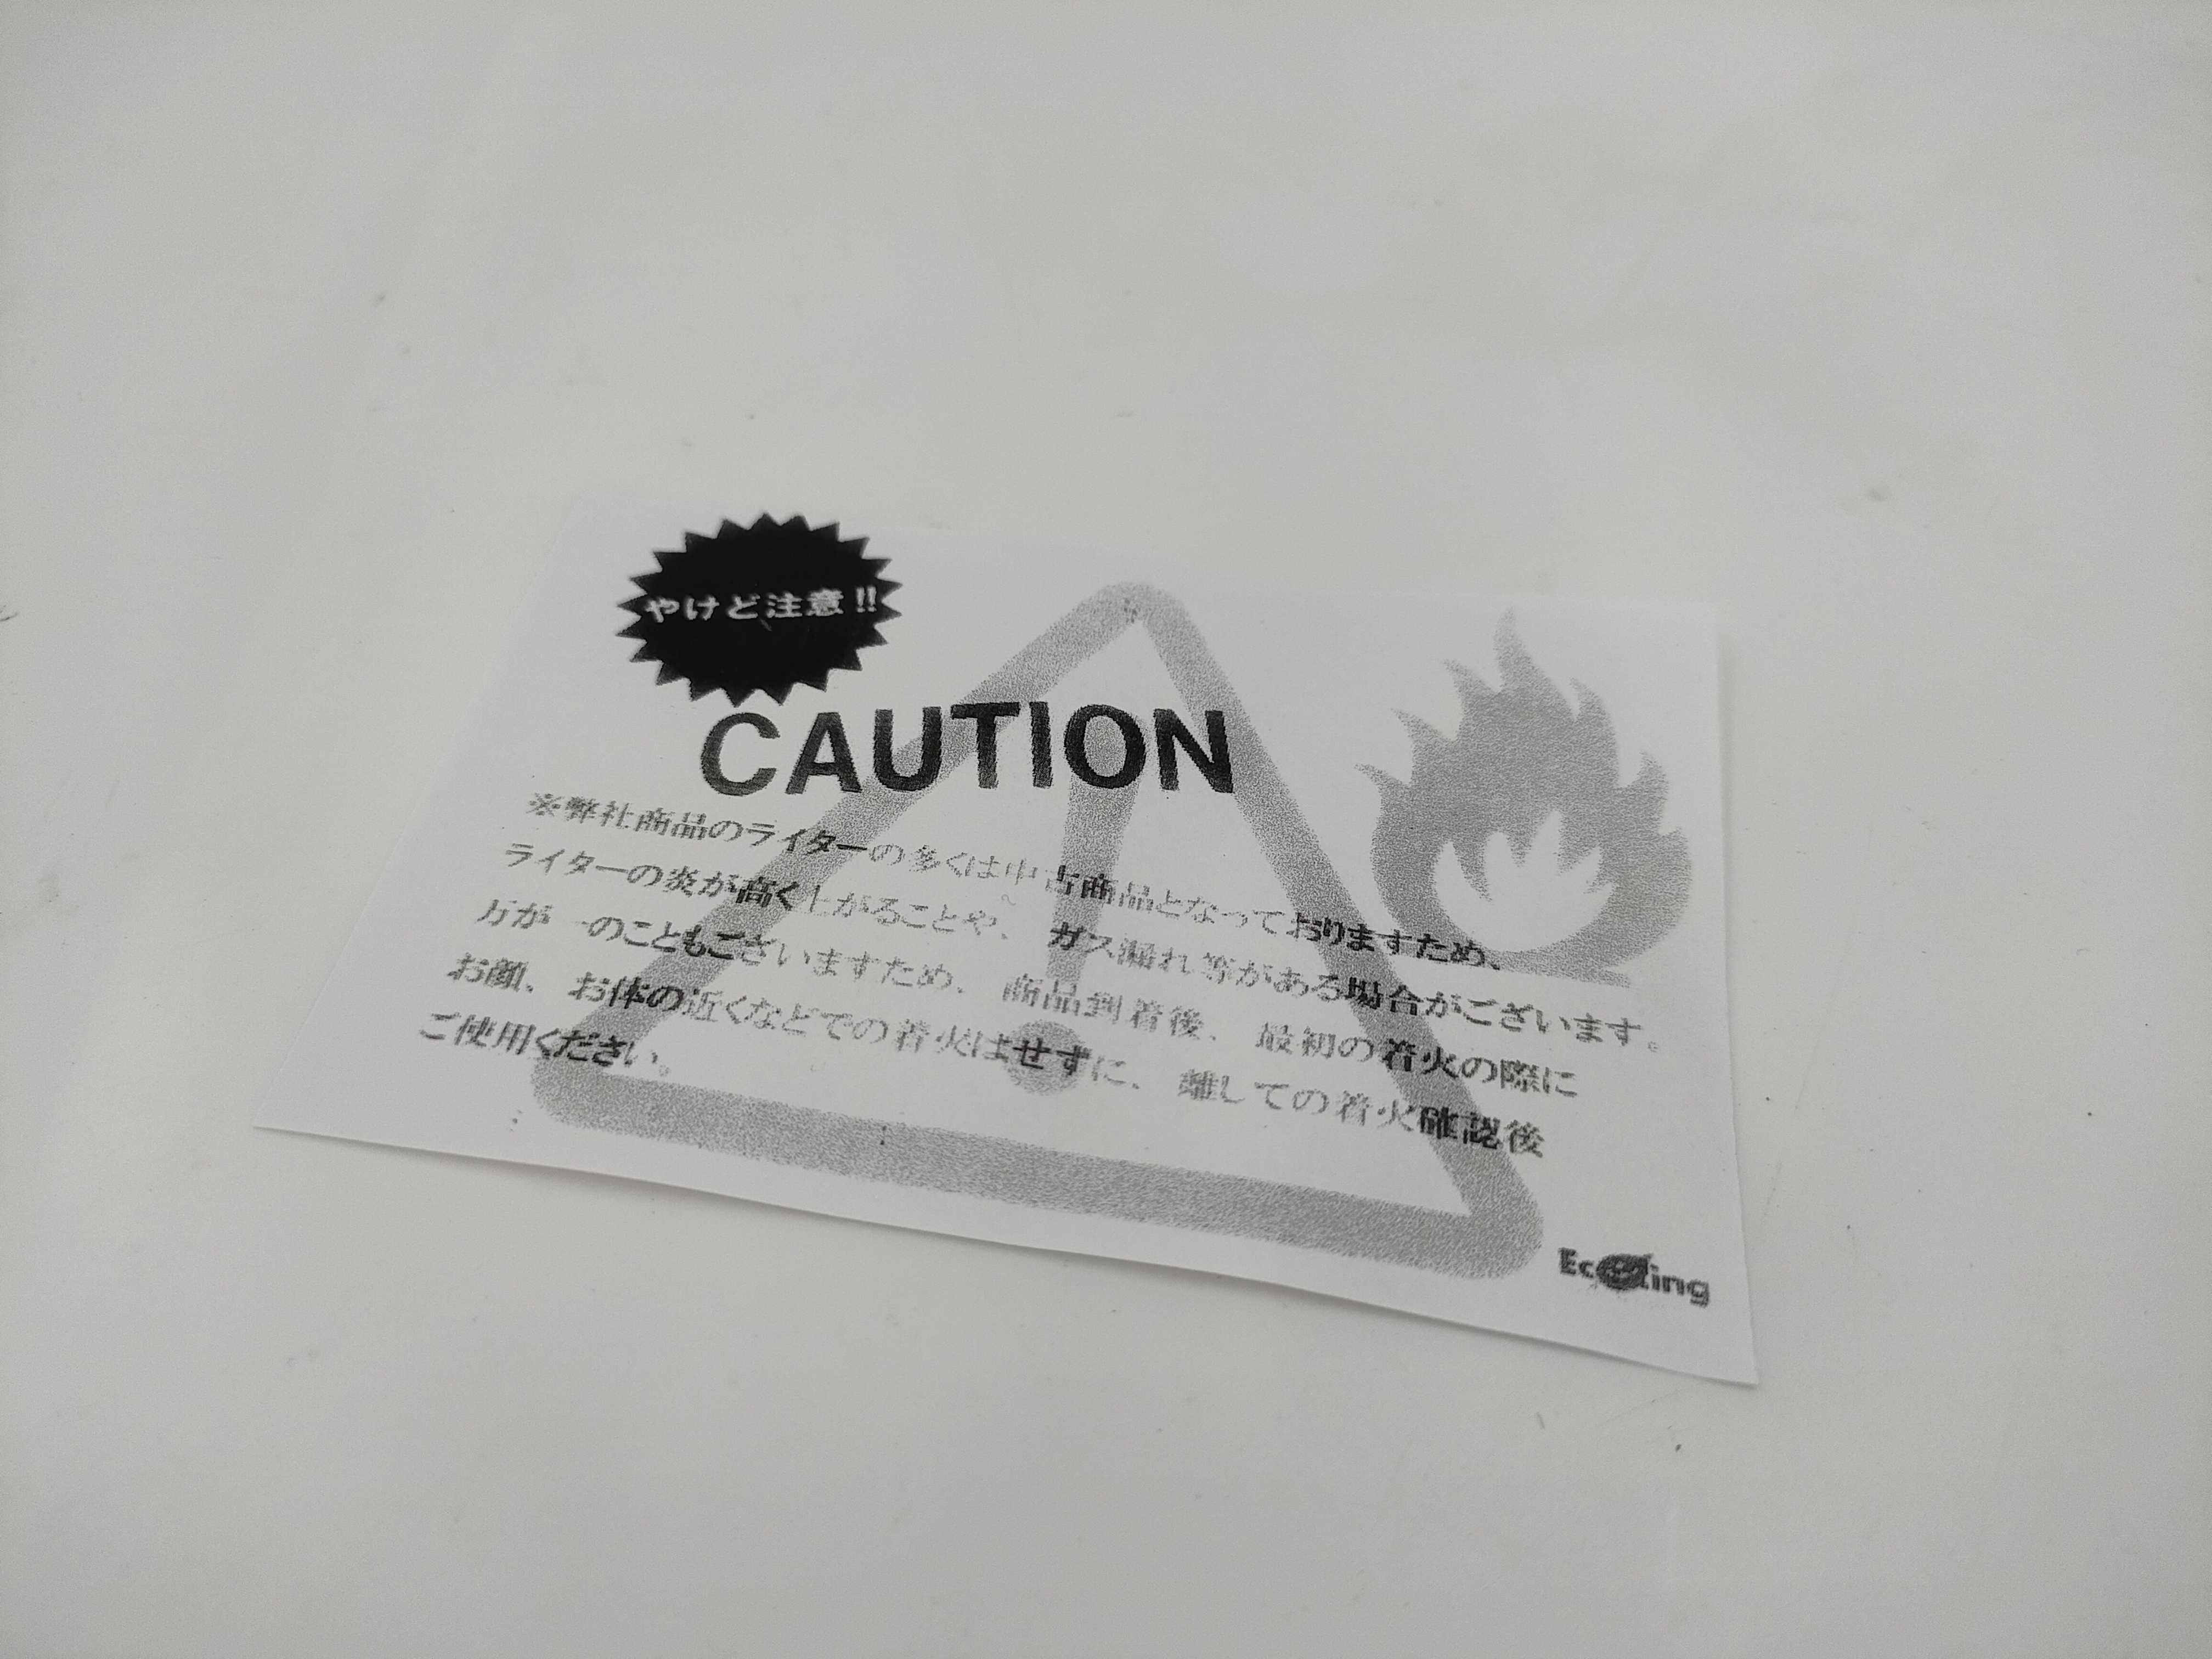 やけど注意!!
CAUTION
※弊社商品のライターの多くは中古商品となっておりますため、
ライターの炎が高く上がることや、ガス漏れ等がある場合がございます。
万が一のこともございますため、商品到着後、最初の着火の際に
お顔、お体の近くなどでの着火はせずに、離しての着火確認後
ご使用ください。
Ecoring